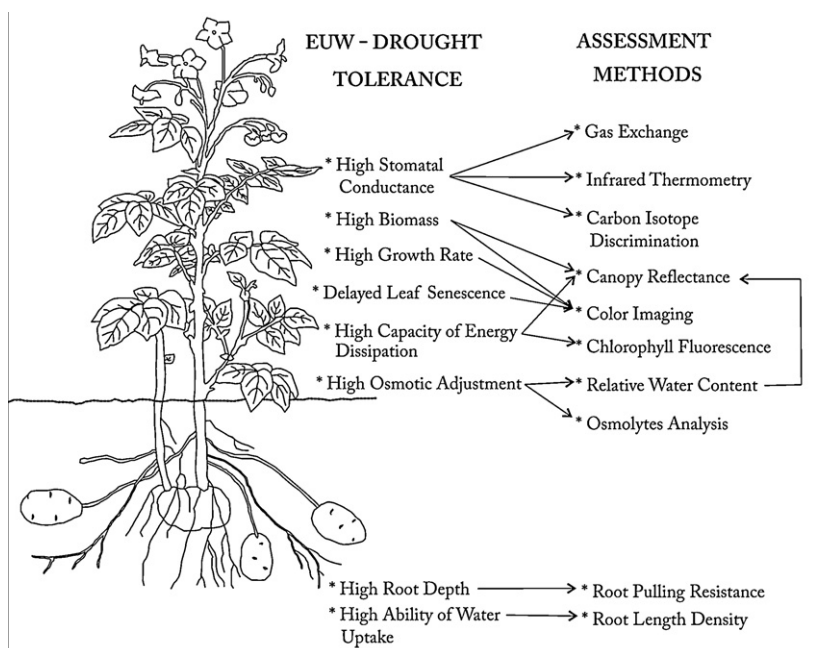 EUW – DROUGHT
TOLERANCE
ASSESSMENT
METHODS
* High Stomatal
Conductance
* High Biomass
* High Growth Rate
* Delayed Leaf Senescence
* High Capacity of Energy
Dissipation
* High Osmotic Adjustment
* Gas Exchange
* Infrared Thermometry
* Carbon Isotope
Discrimination
* Canopy Reflectance
* Color Imaging
* Chlorophyll Fluorescence
* Relative Water Content
* Osmolytes Analysis
* High Root Depth
* High Ability of Water
Uptake
* Root Pulling Resistance
* Root Length Density